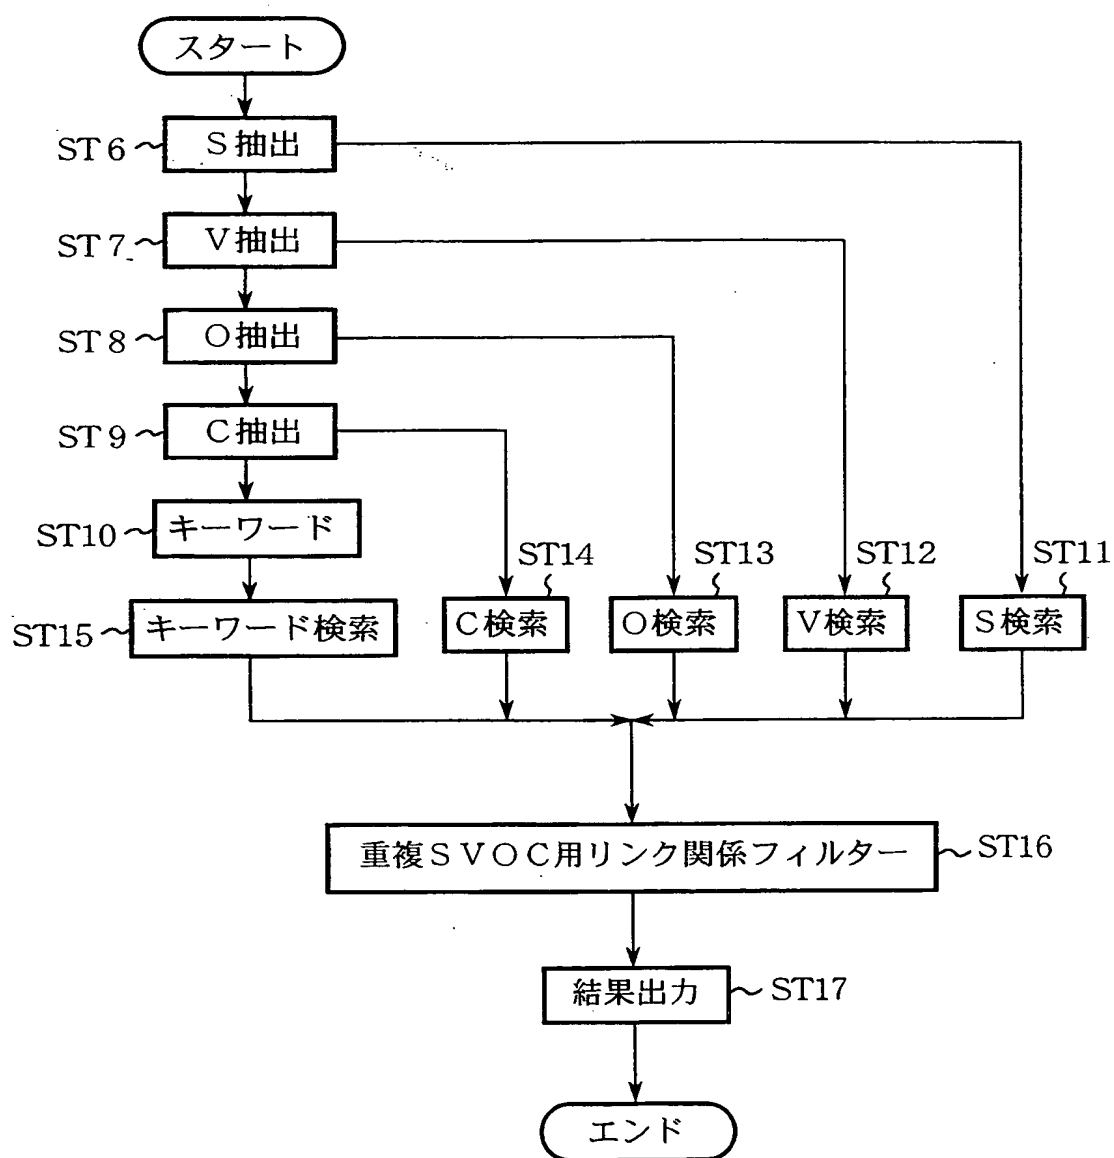 スタート
ST6
S抽出
ST7
V抽出
ST8
O抽出
ST9
C抽出
ST10
キーワード
ST14
ST13
ST12
ST11
ST15
キーワード検索
C検索
O検索
V検索
S検索
重複SVOC用リンク関係フィルター
ST16
結果出力
ST17
エンド